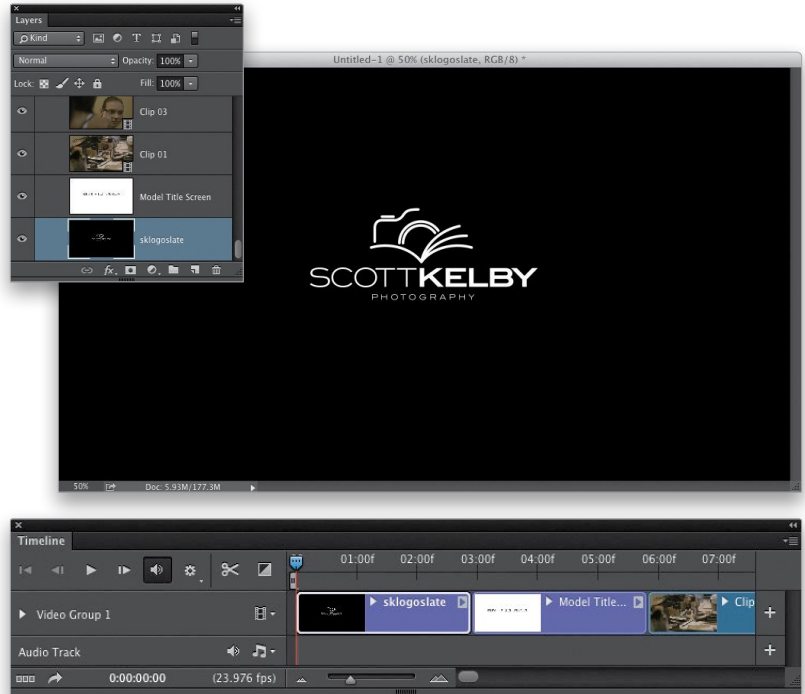 Layers
Kind
Normal
Opacity: 100%
Lock:
Fill: 100%
Clip 03
Clip 01
Model Title Screen
sklogoslate
fx
Untitled-1 @ 50% (sklogoslate, RGB/8) *
SCOTTKELBY
PHOTOGRAPHY
50%
Doc: 5.93M/177.3M
Timeline
01:00f 02:00f 03:00f 04:00f 05:00f 06:00f 07:00f
Video Group 1
sklogoslate
Model Title...
Clip
Audio Track
0:00:00:00
(23.976 fps)